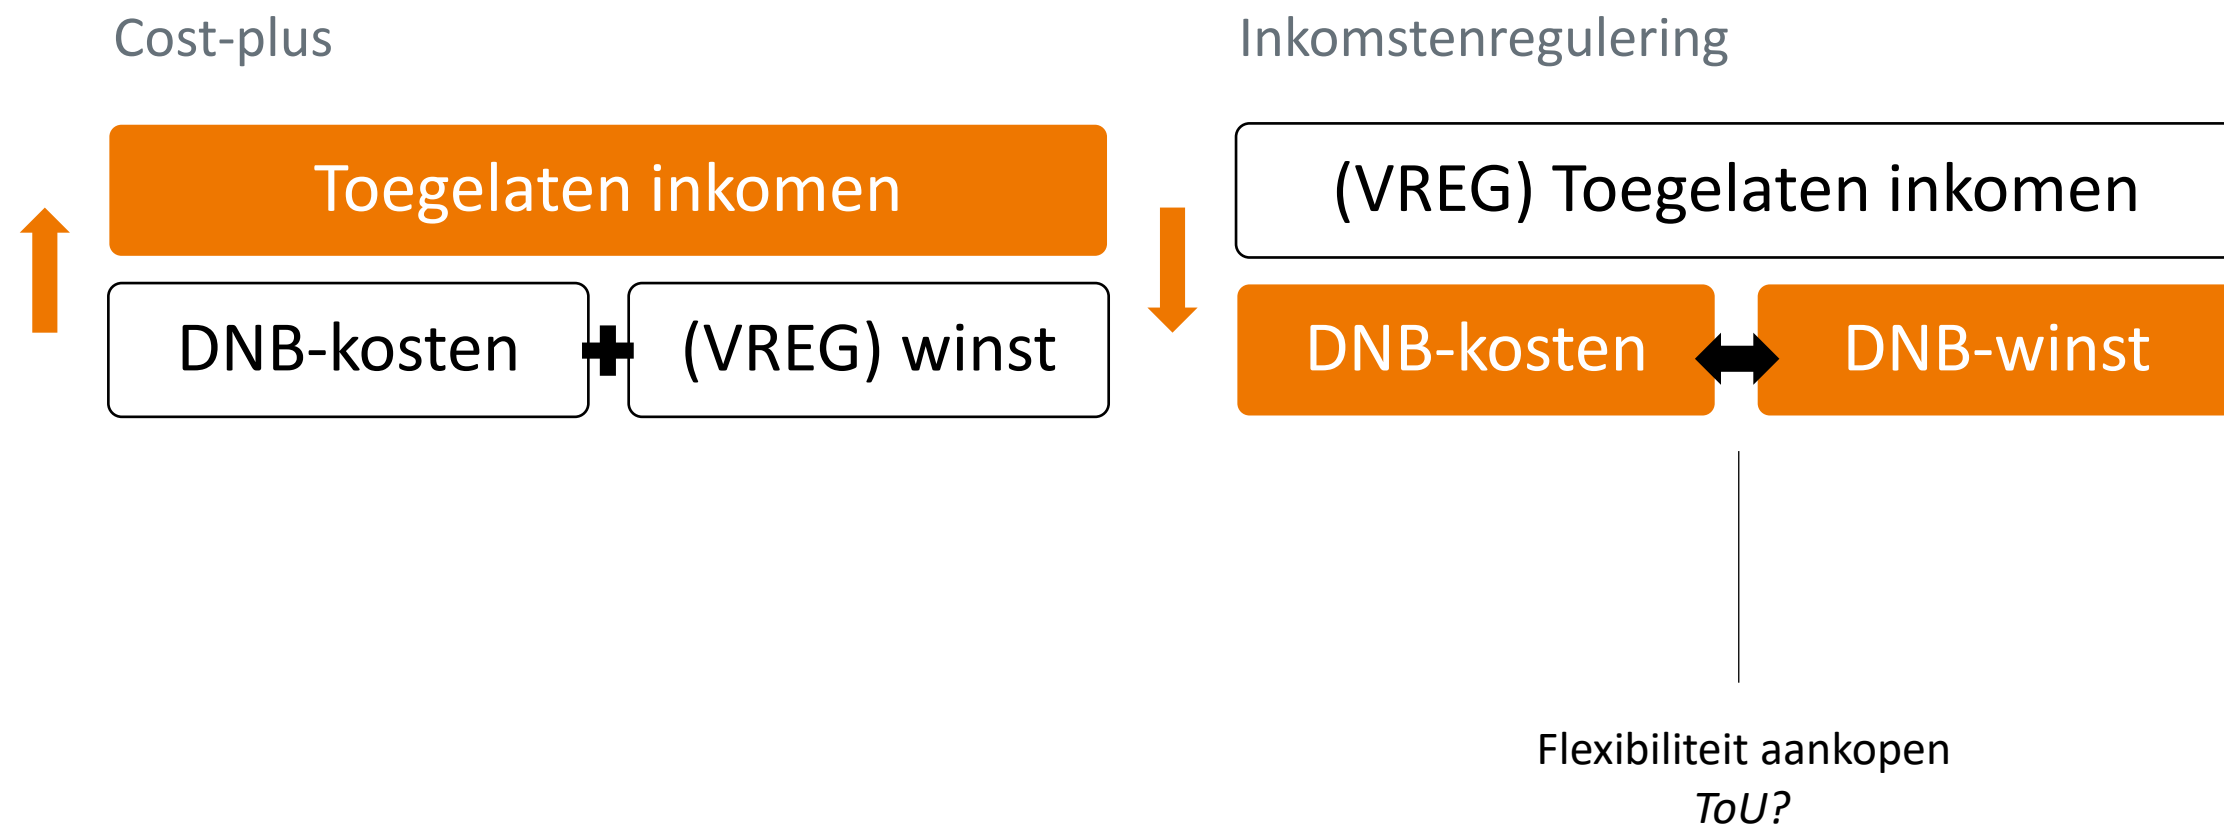 Cost-plus
Toegelaten inkomen
DNB-kosten
(VREG) winst
Inkomstenregulering
(VREG) Toegelaten inkomen
DNB-kosten
DNB-winst
Flexibiliteit aankopen
ToU?